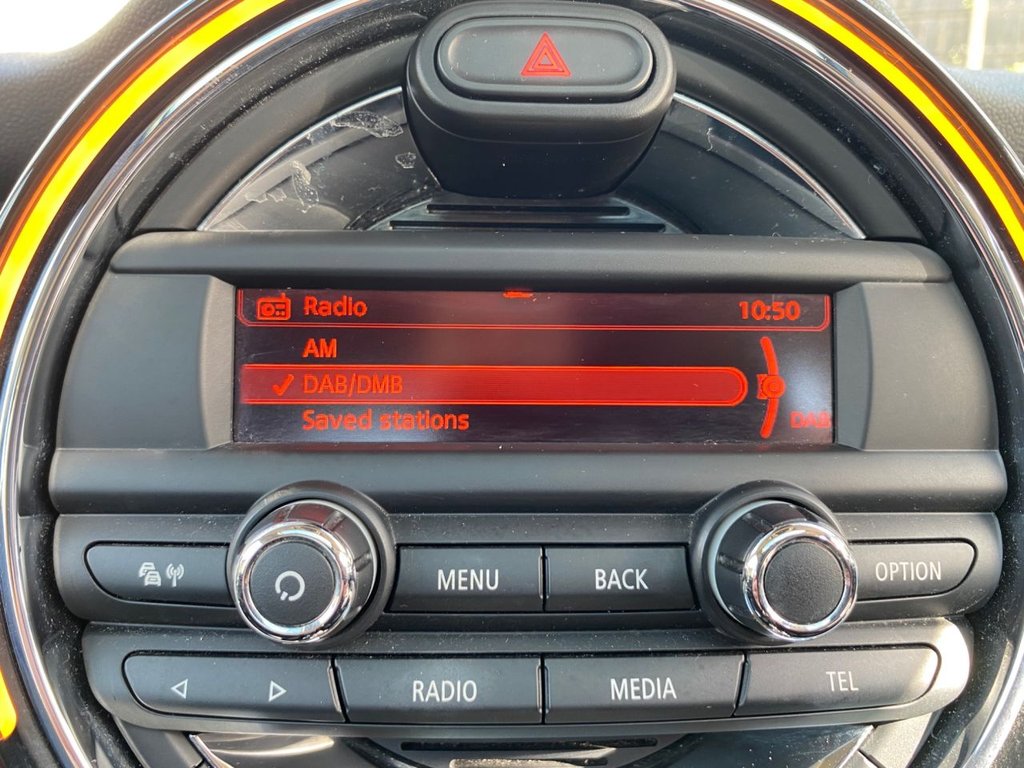 Radio 10:50
AM
DAB/DMB
Saved stations DAB
MENU BACK OPTION
RADIO MEDIA TEL